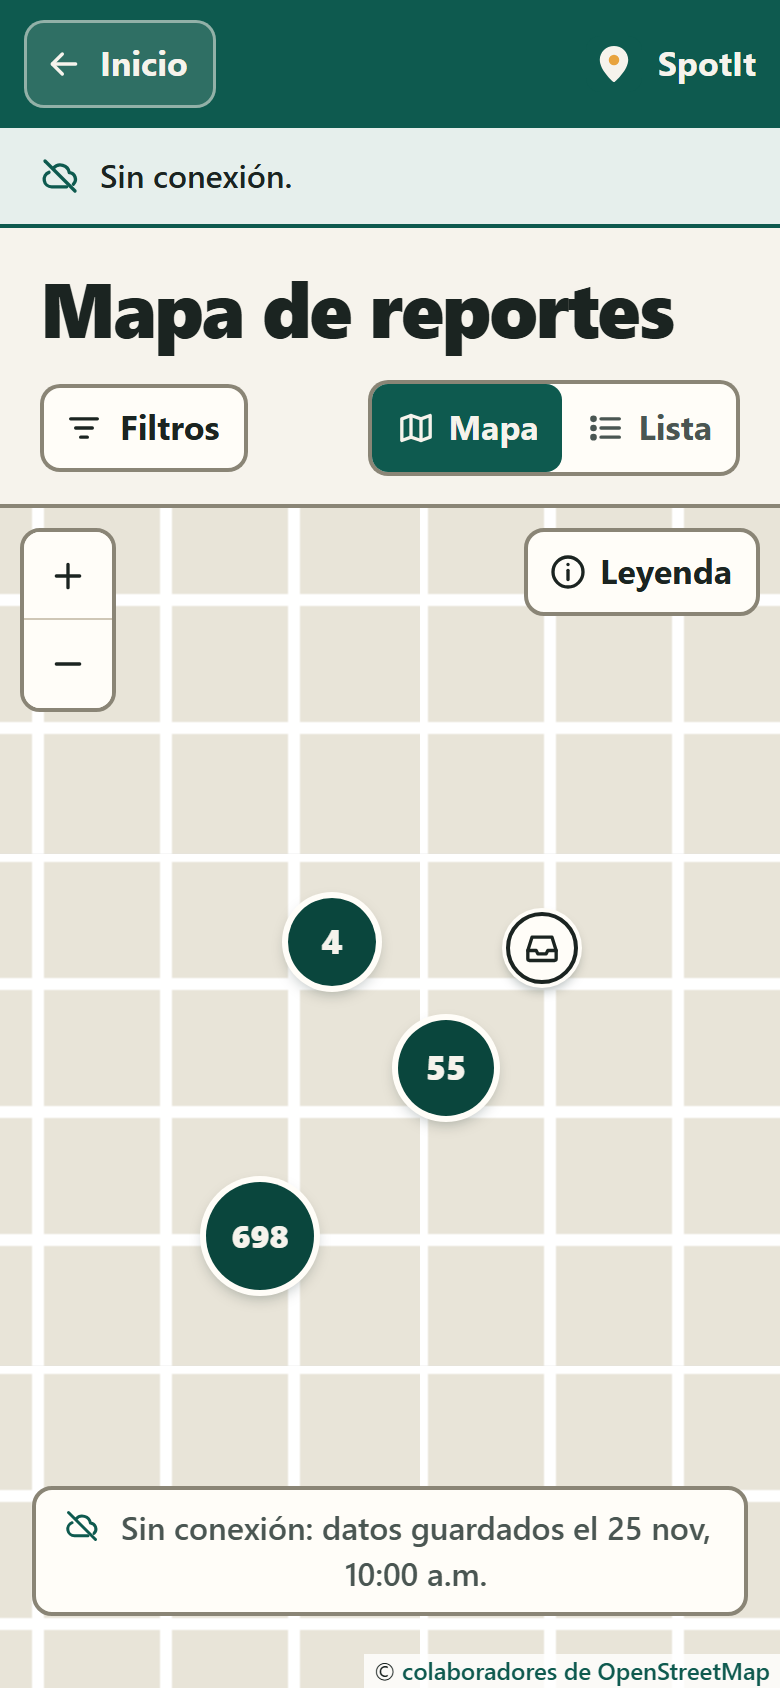 Inicio
SpotIt
Sin conexión.
Mapa de reportes
Filtros
Mapa
Lista
+
Leyenda
−
4
55
698
Sin conexión: datos guardados el 25 nov,
10:00 a.m.
© colaboradores de OpenStreetMap